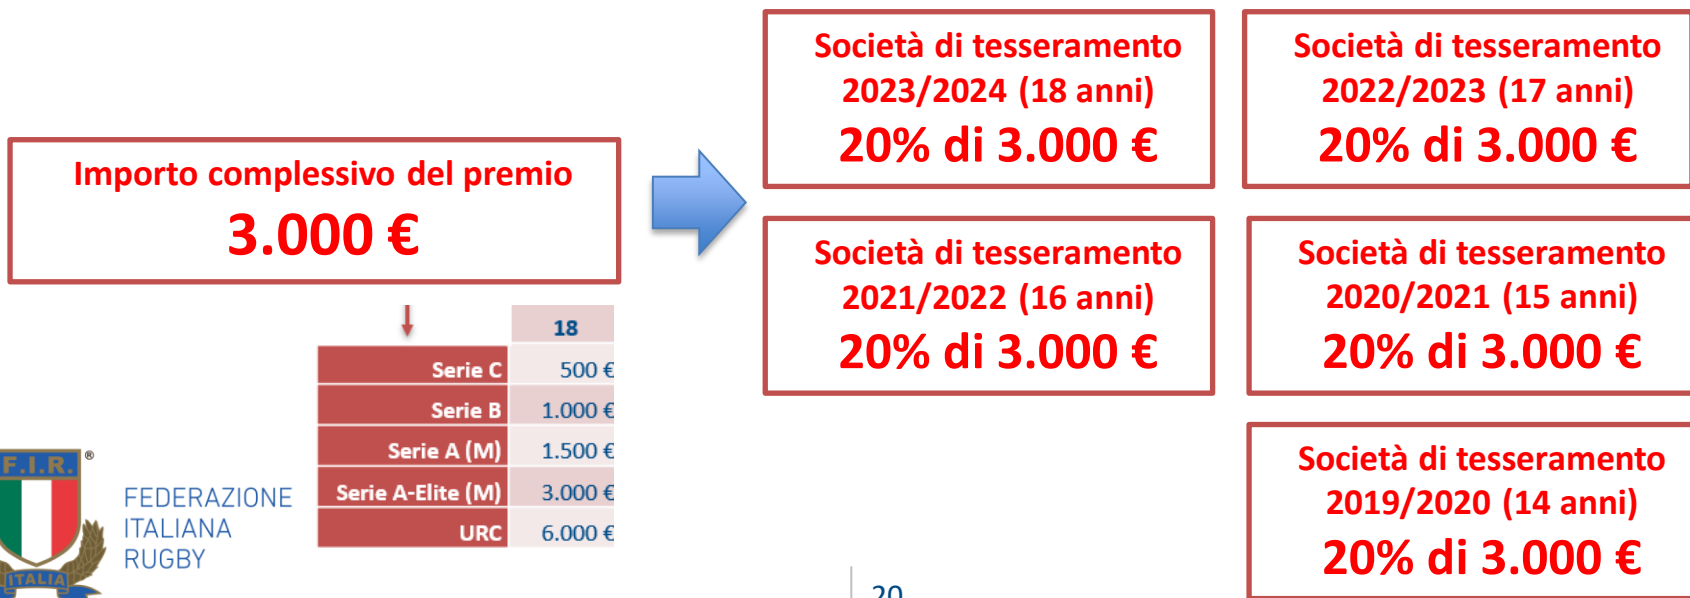 Importo complessivo del premio
3.000 €
Società di tesseramento
2023/2024 (18 anni)
20% di 3.000 €
Società di tesseramento
2022/2023 (17 anni)
20% di 3.000 €
Società di tesseramento
2021/2022 (16 anni)
20% di 3.000 €
Società di tesseramento
2020/2021 (15 anni)
20% di 3.000 €
Società di tesseramento
2019/2020 (14 anni)
20% di 3.000 €
18
Serie C 500 €
Serie B 1.000 €
Serie A (M) 1.500 €
Serie A-Elite (M) 3.000 €
URC 6.000 €
F.I.R. ®
ITALIA
FEDERAZIONE
ITALIANA
RUGBY
20